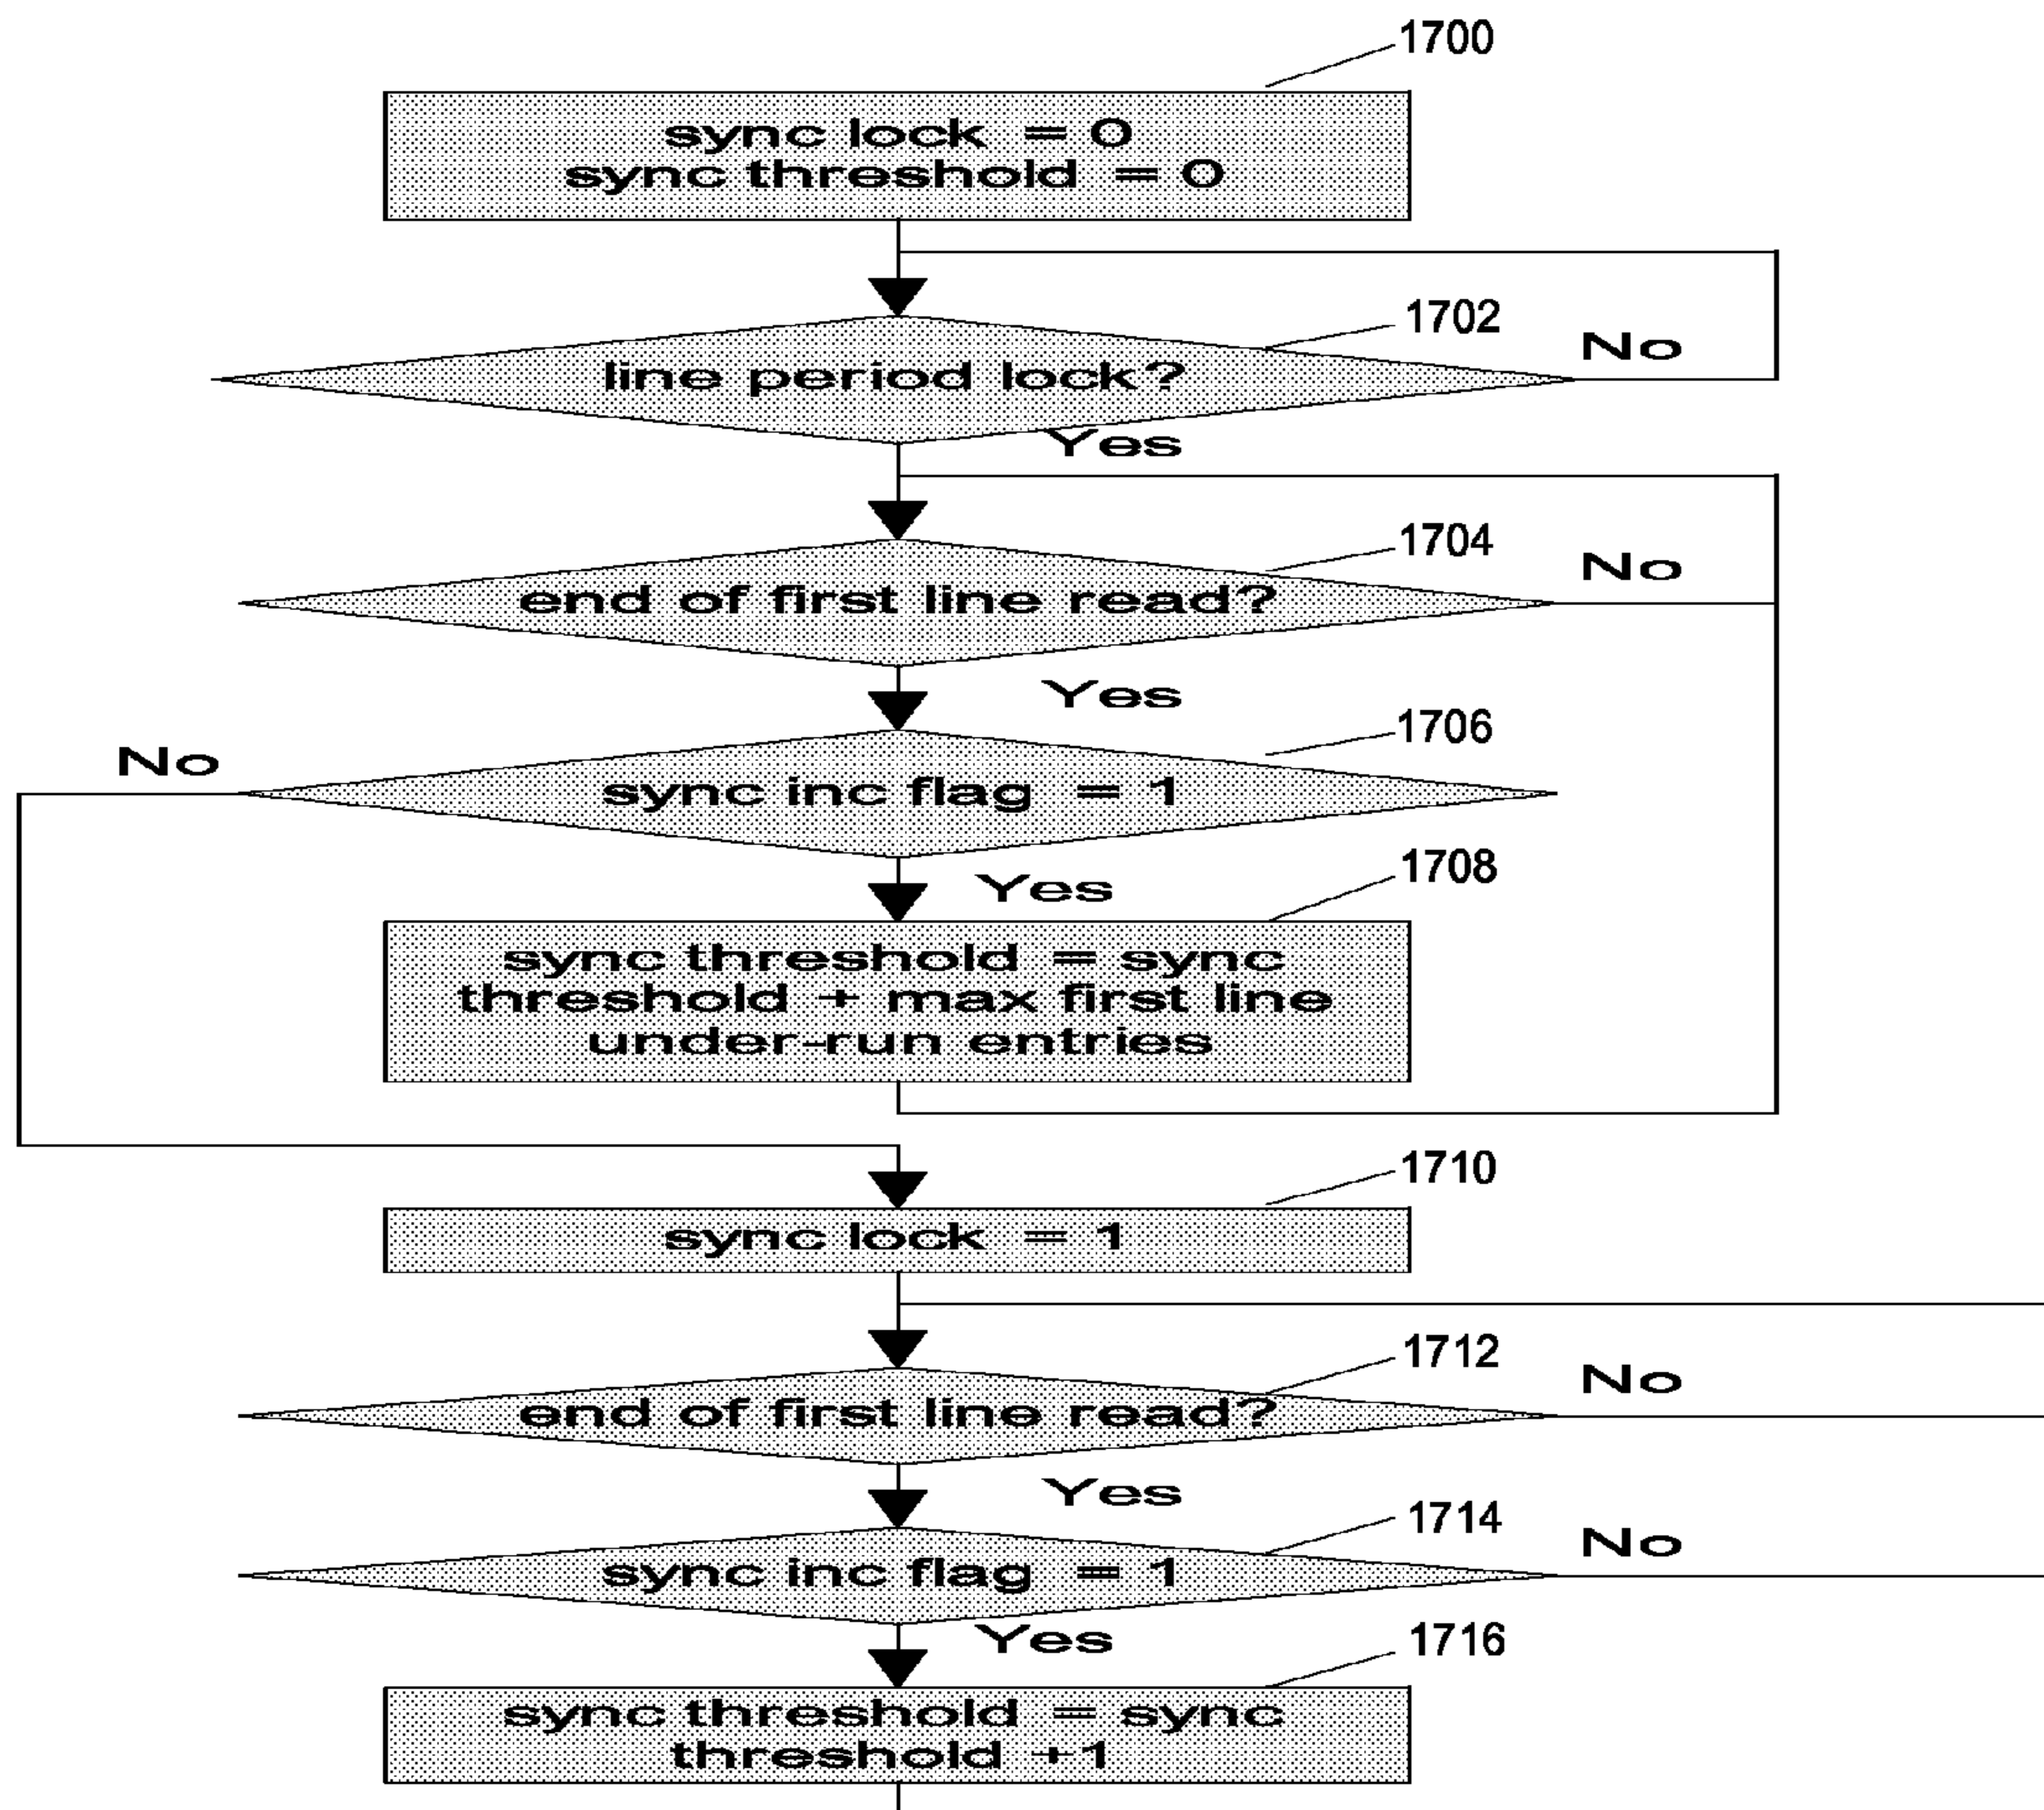 1700
sync lock = 0
sync threshold = 0
1702
line period lock?
No
Yes
1704
end of first line read?
No
Yes
1706
No
sync inc flag = 1
Yes
1708
sync threshold = sync
threshold + max first line
under-run entries
1710
sync lock = 1
1712
end of first line read?
No
Yes
1714
sync inc flag = 1
No
Yes
1716
sync threshold = sync
threshold +1